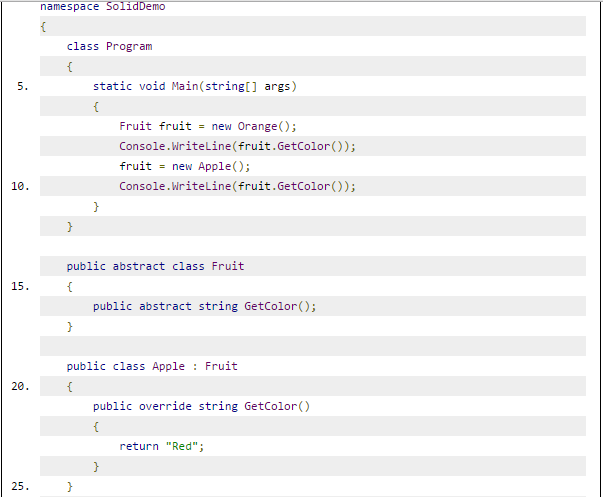 namespace SolidDemo
{
    class Program
    {
5.        static void Main(string[] args)
        {
            Fruit fruit = new Orange();
            Console.WriteLine(fruit.GetColor());
            fruit = new Apple();
10.            Console.WriteLine(fruit.GetColor());
        }
    }

    public abstract class Fruit
15.    {
        public abstract string GetColor();
    }

    public class Apple : Fruit
20.    {
        public override string GetColor()
        {
            return "Red";
        }
25.    }